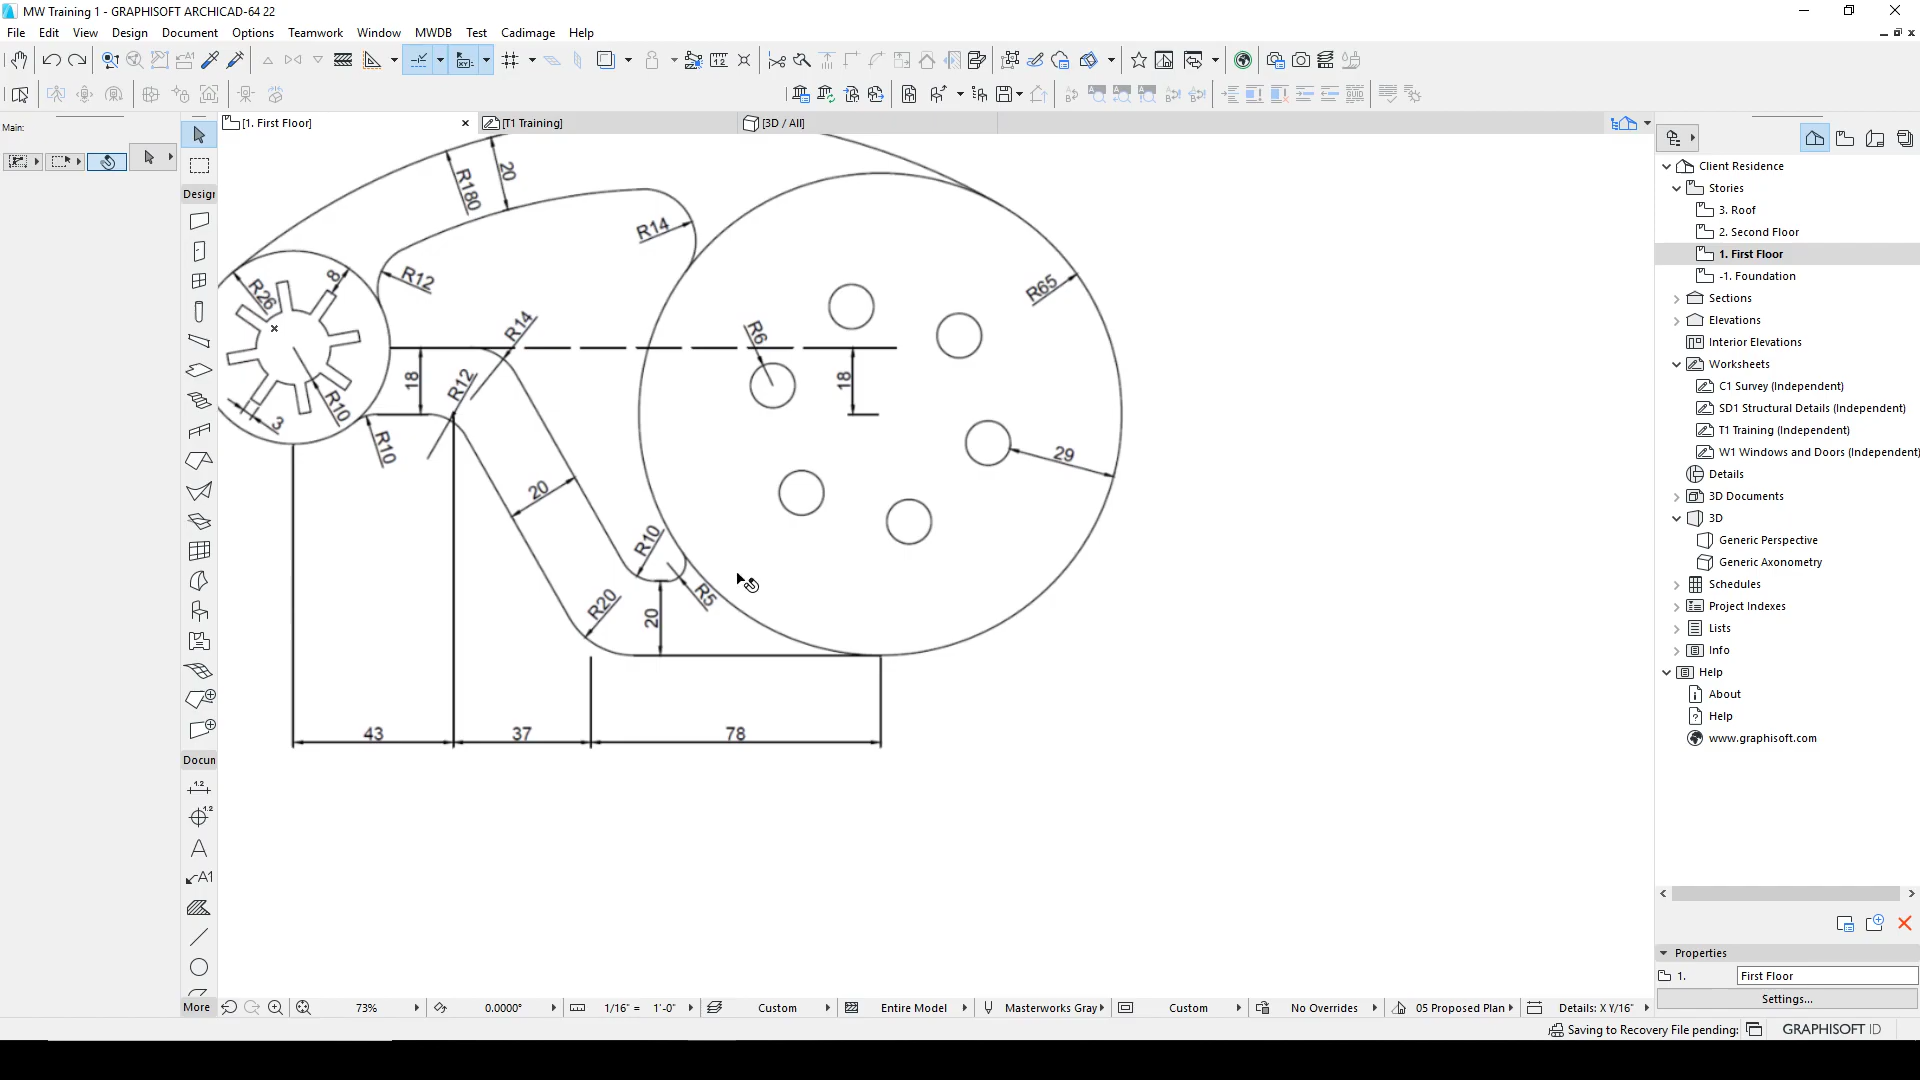 MW Training 1 - GRAPHISOFT ARCHICAD-64 22
File Edit View Design Document Options Teamwork Window MWDB Test Cadimage Help
Main:
[1. First Floor]
[T1 Training]
[3D / All]
Design
Docun
More
R180
20
R14
R12
R26
8
R10
3
R10
18
R12
R14
R6
18
R65
29
20
R10
R5
R20
20
43
37
78
Client Residence
Stories
3. Roof
2. Second Floor
1. First Floor
-1. Foundation
Sections
Elevations
Interior Elevations
Worksheets
C1 Survey (Independent)
SD1 Structural Details (Independent)
T1 Training (Independent)
W1 Windows and Doors (Independent)
Details
3D Documents
3D
Generic Perspective
Generic Axonometry
Schedules
Project Indexes
Lists
Info
Help
About
Help
www.graphisoft.com
Properties
1. First Floor
Settings...
73% 0.0000° 1/16" = 1'-0" Custom Entire Model Masterworks Gray Custom No Overrides 05 Proposed Plan Details: X Y/16"
Saving to Recovery File pending: GRAPHISOFT ID